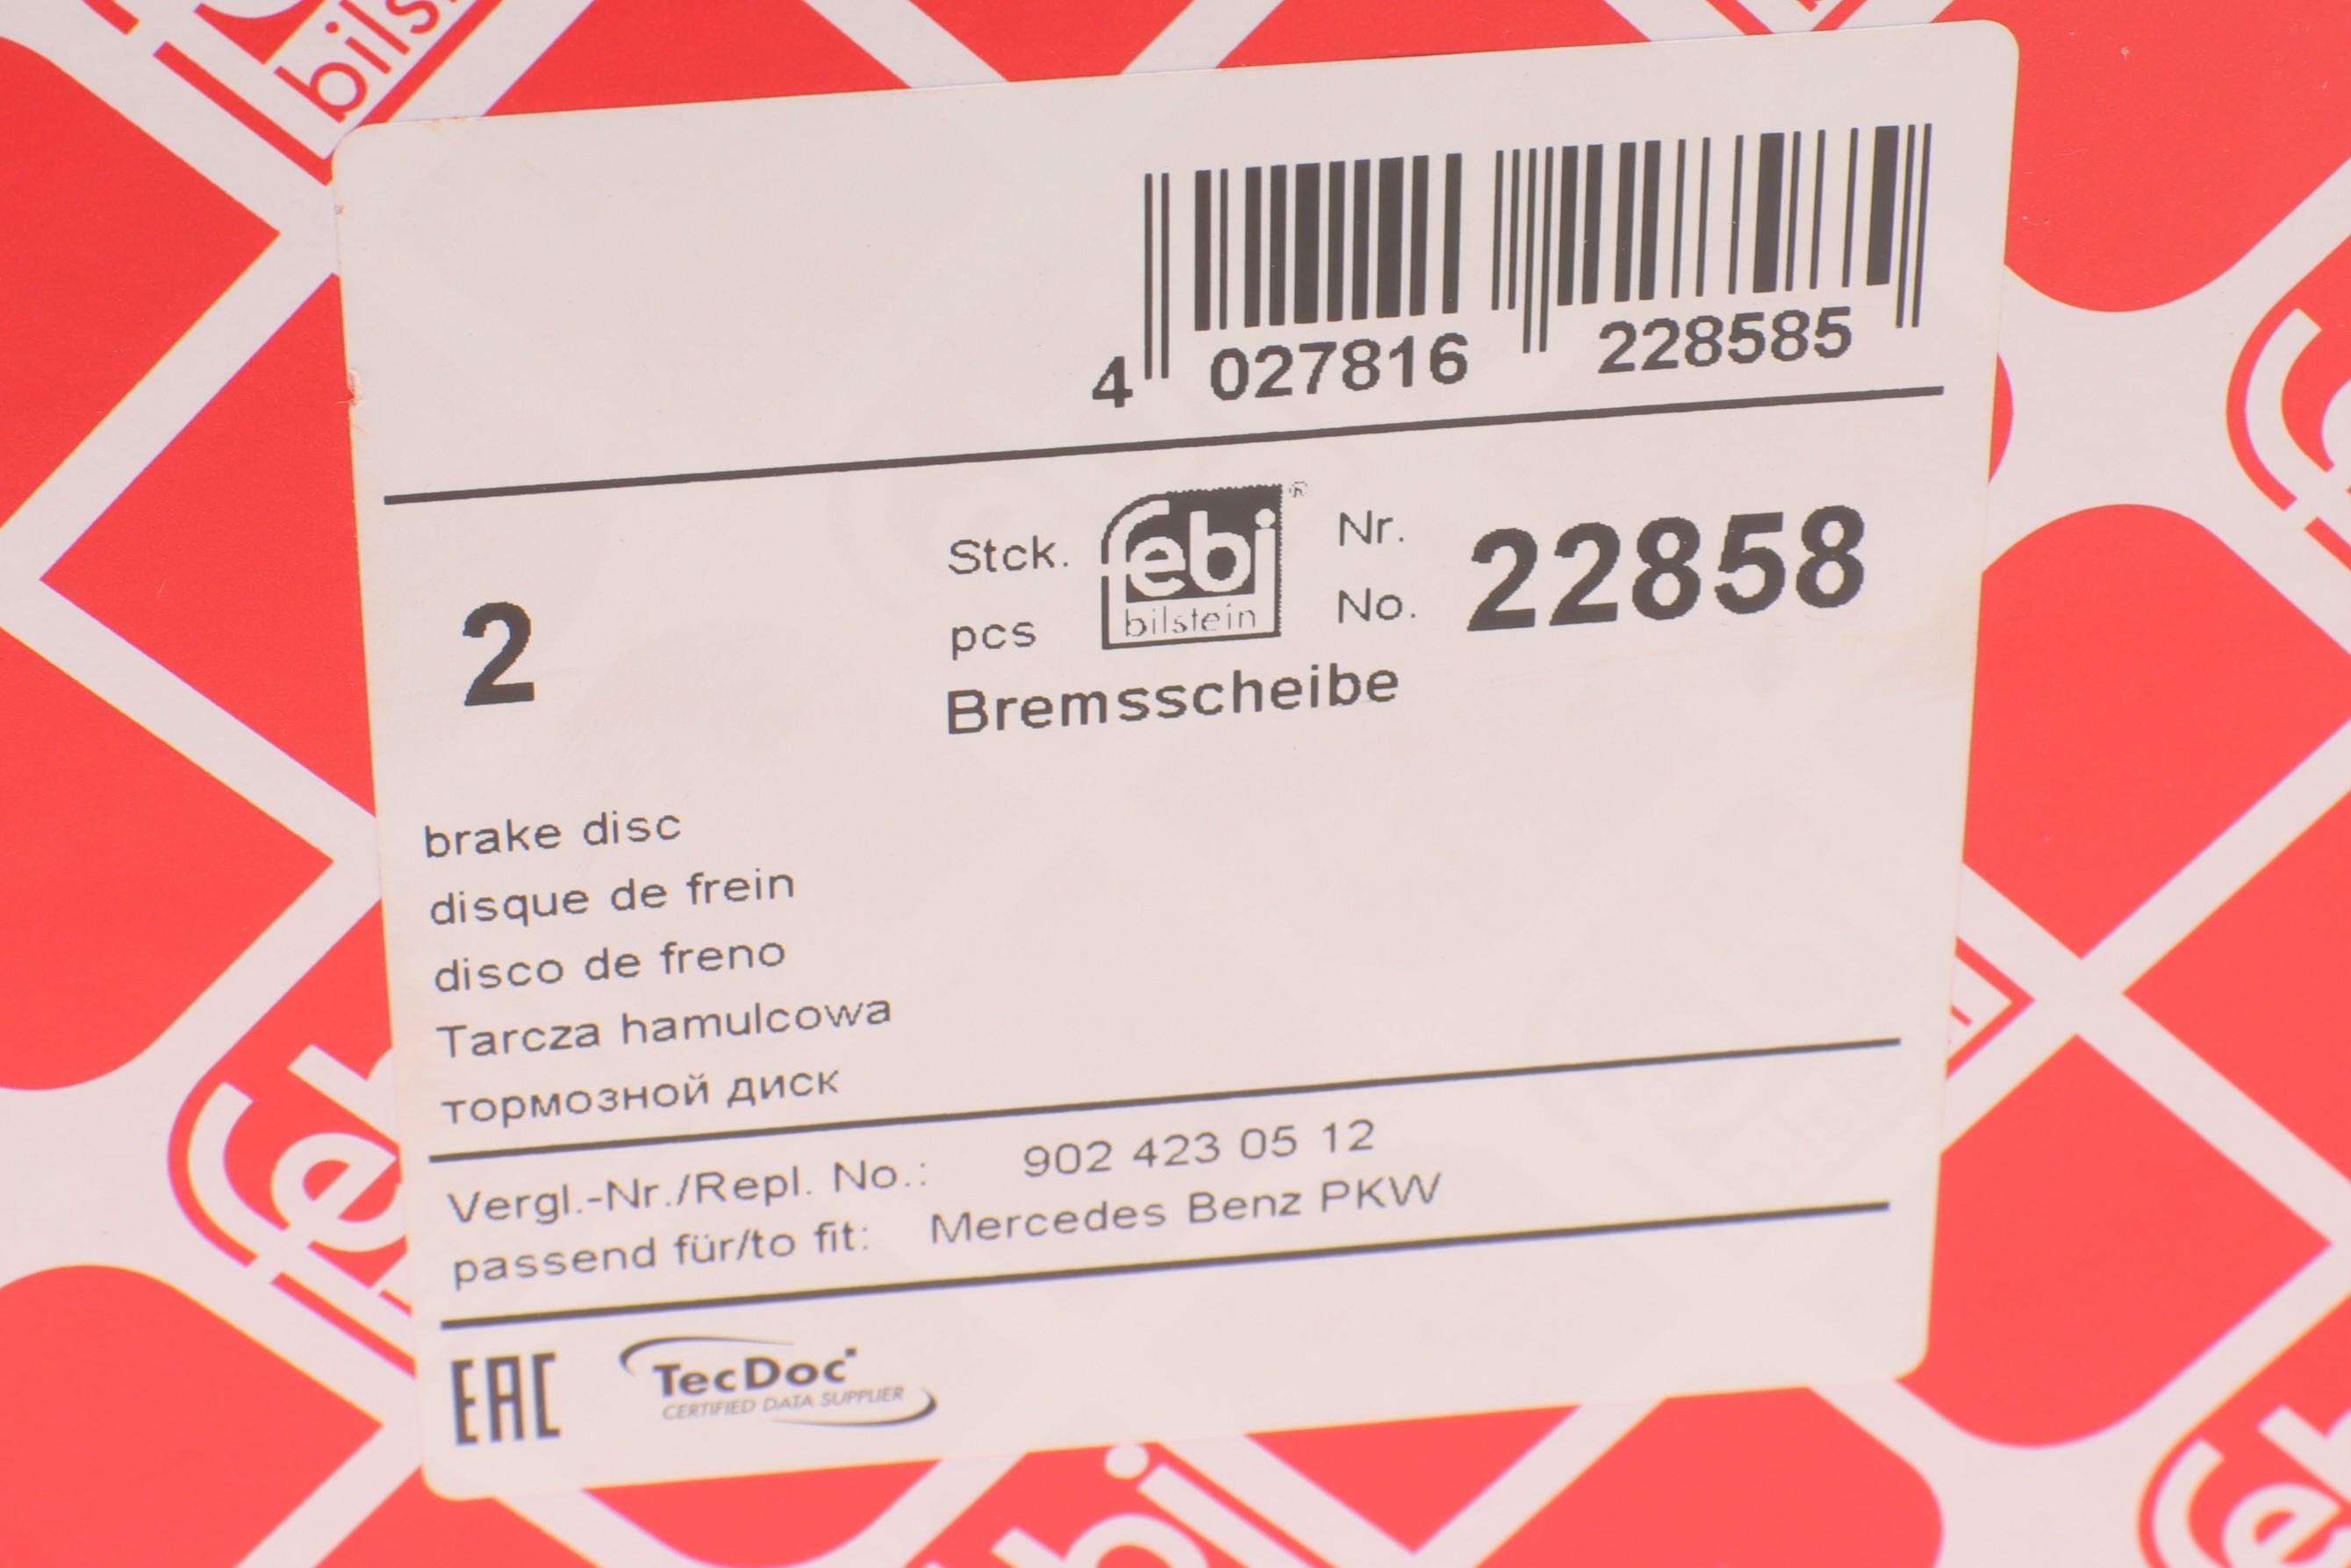 4 027816 228585
Stck. febi® Nr.
2 pcs bilstein No. 22858
Bremsscheibe
brake disc
disque de frein
disco de freno
Tarcza hamulcowa
тормозной диск
Vergl.-Nr./Repl. No.: 902 423 05 12
passend für/to fit: Mercedes Benz PKW
EAC TecDoc
CERTIFIED DATA SUPPLIER